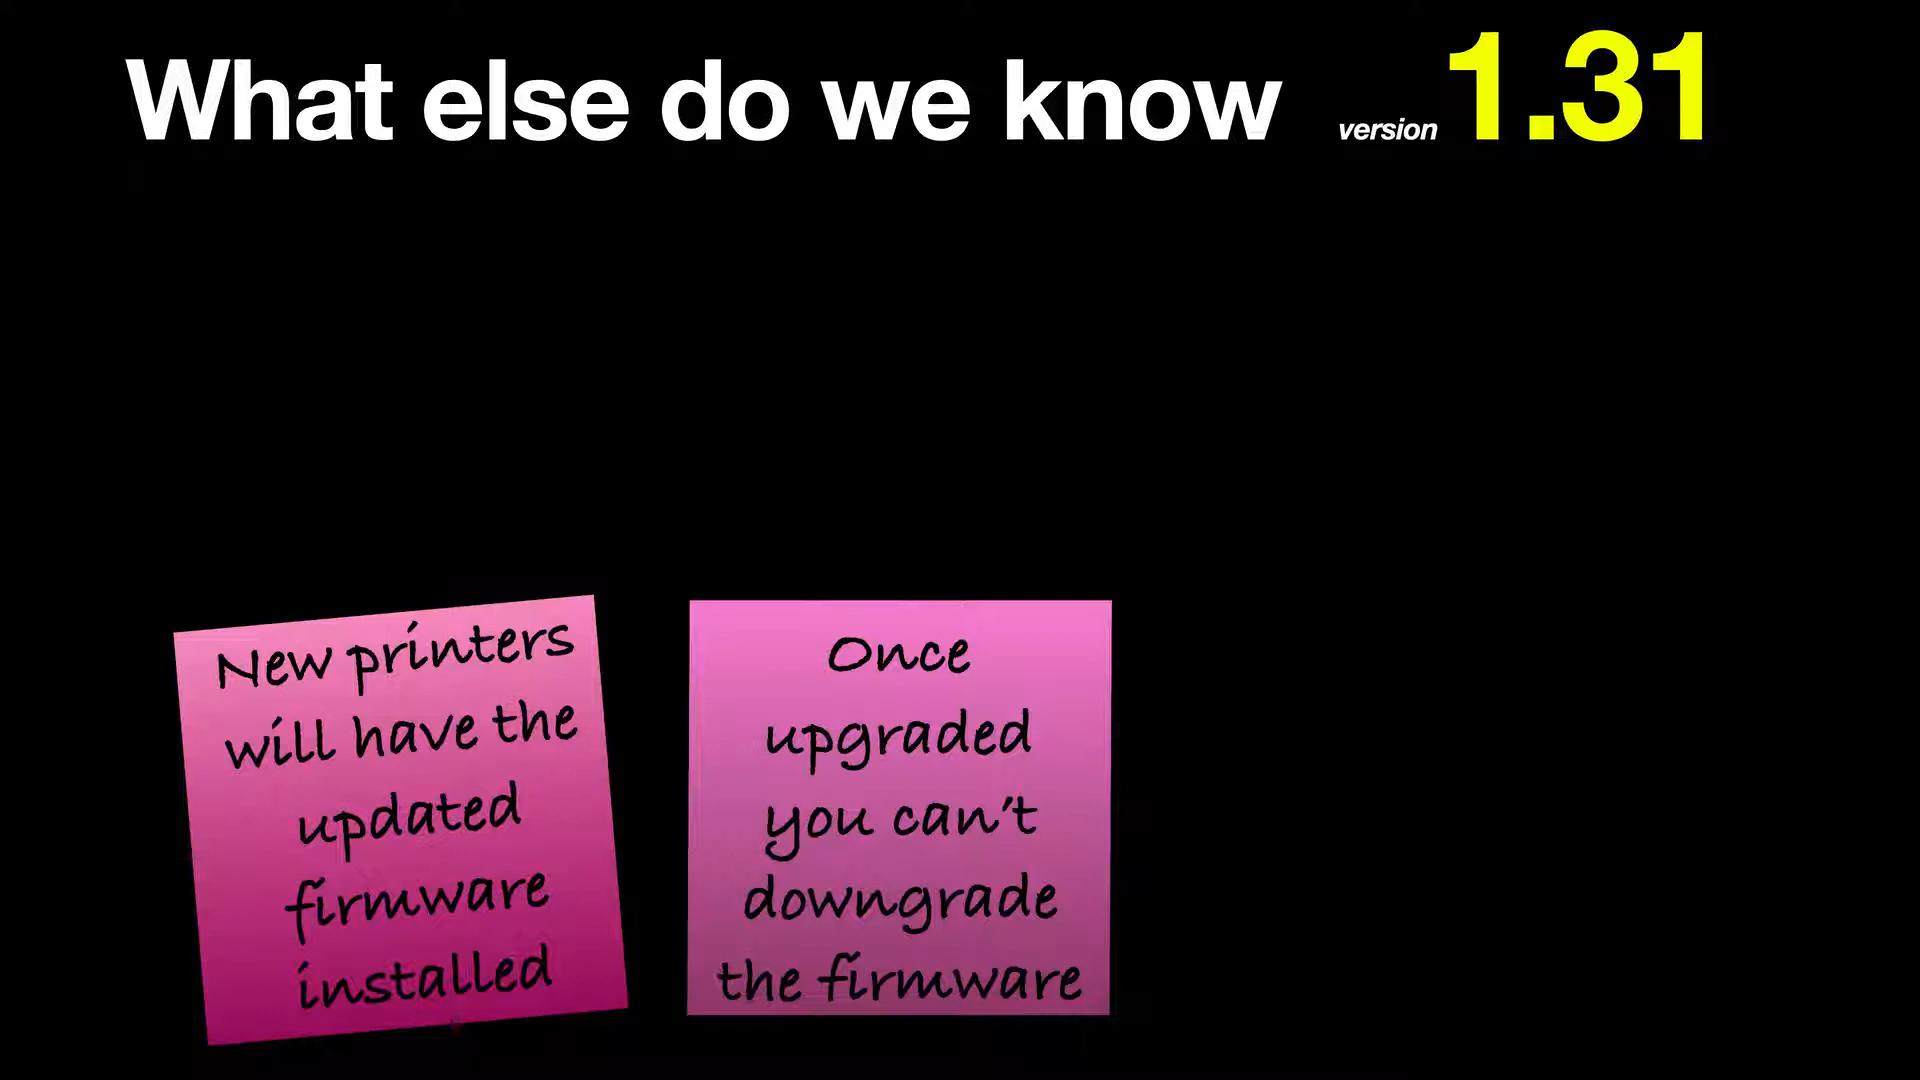 What else do we know version 1.31
New printers
will have the
updated
firmware
installed
Once
upgraded
you can't
downgrade
the firmware